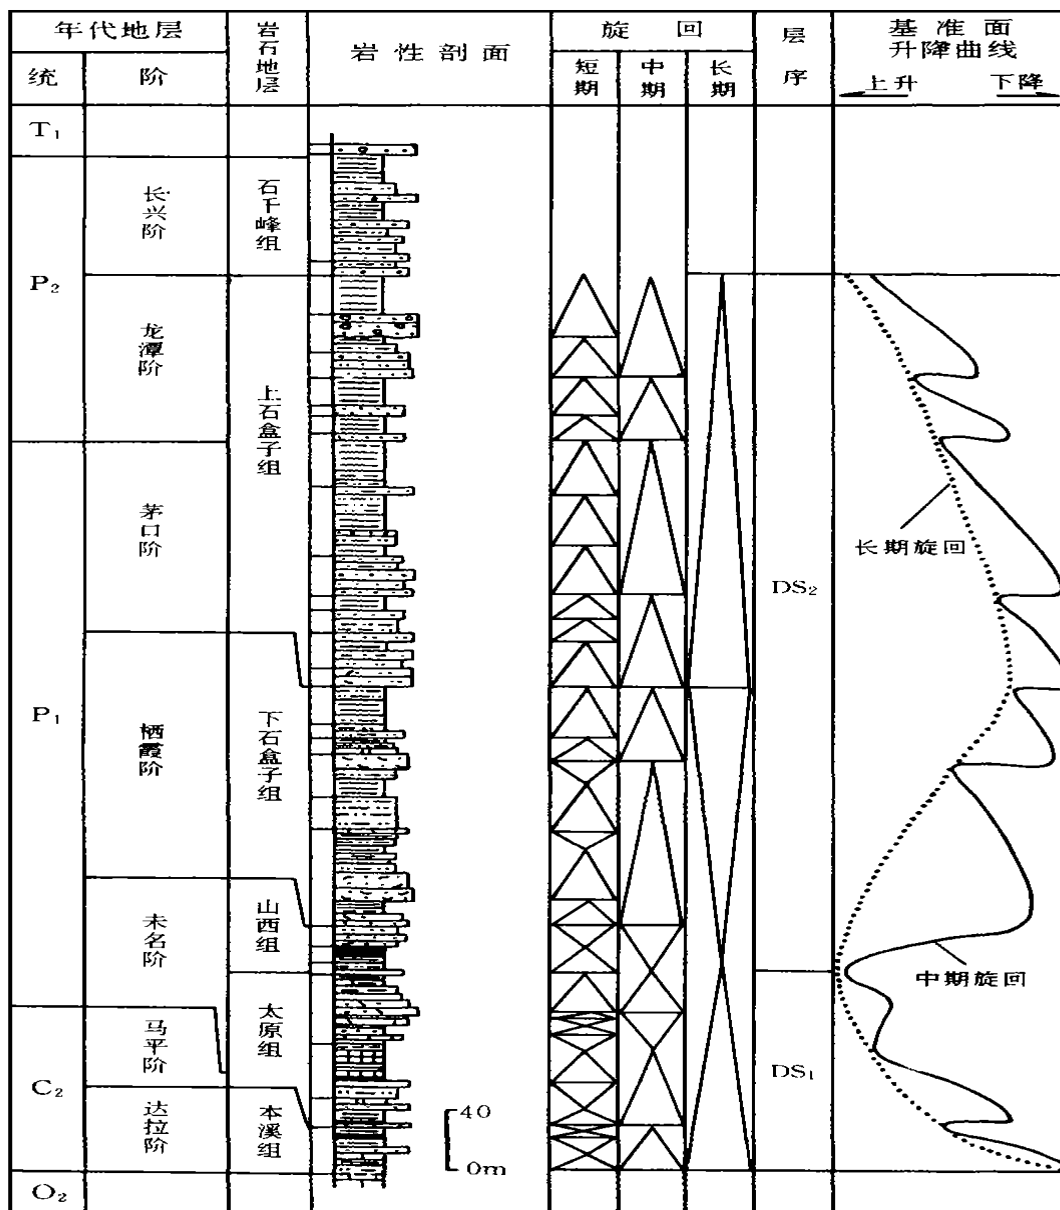 年代地层
岩石地层
岩性剖面
旋回
层序
基准面
升降曲线
统
阶
短期
中期
长期
上升
下降
T₁
长兴阶
石千峰组
P₂
龙潭阶
上石盒子组
茅口阶
长期旋回
DS₂
P₁
栖霞阶
下石盒子组
未名阶
山西组
中期旋回
马平阶
太原组
C₂
DS₁
达拉阶
本溪组
40
0m
O₂